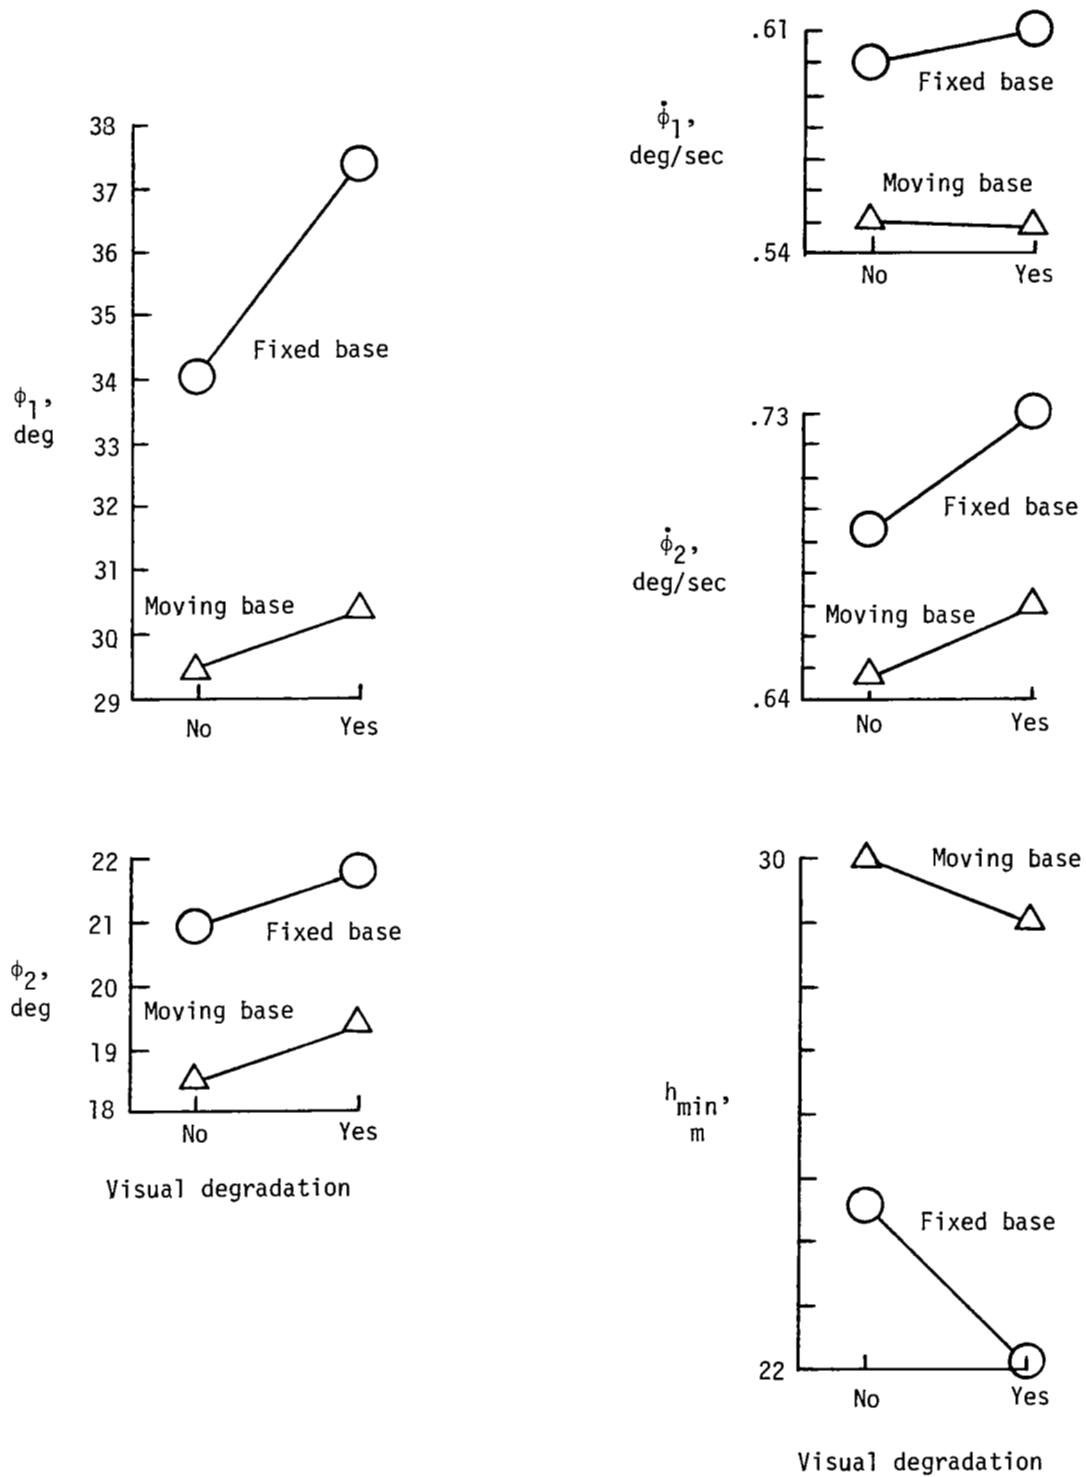 38
37
36
35
34
33
32
31
30
29
ϕ1,
deg
Fixed base
Moving base
No Yes
22
21
20
19
18
ϕ2,
deg
Fixed base
Moving base
No Yes
Visual degradation
.61
.54
ϕ̇1,
deg/sec
Fixed base
Moving base
No Yes
.73
.64
ϕ̇2,
deg/sec
Fixed base
Moving base
No Yes
30
22
hmin,
m
Moving base
Fixed base
No Yes
Visual degradation